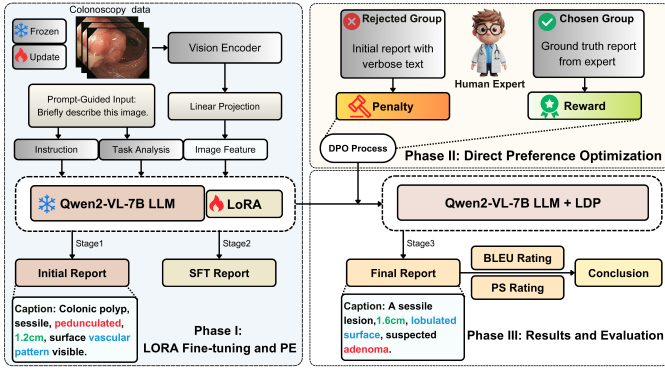 Colonoscopy data
Frozen
Update
Vision Encoder
Prompt-Guided Input:
Briefly describe this image.
Linear Projection
Instruction
Task Analysis
Image Feature
Qwen2-VL-7B LLM
LoRA
Stage1
Stage2
Initial Report
SFT Report
Caption: Colonic polyp,
sessile, pedunculated,
1.2cm, surface vascular
pattern visible.
Phase I:
LORA Fine-tuning and PE
Rejected Group
Initial report with
verbose text
Human Expert
Chosen Group
Ground truth report
from expert
Penalty
Reward
DPO Process
Phase II: Direct Preference Optimization
Qwen2-VL-7B LLM + LDP
Stage3
Final Report
BLEU Rating
PS Rating
Conclusion
Caption: A sessile
lesion,1.6cm, lobulated
surface, suspected
adenoma.
Phase III: Results and Evaluation